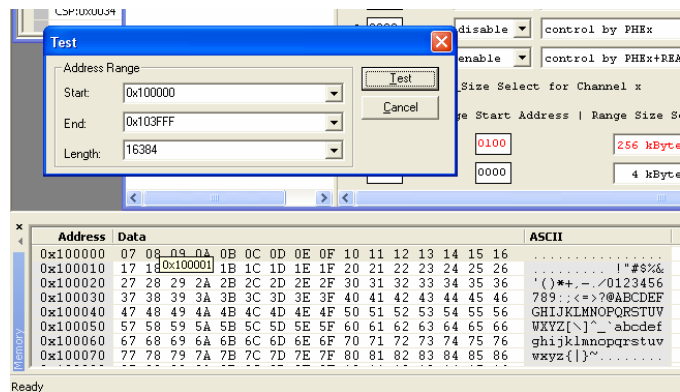 CSP:0x0034
disable control by PHEx
Test
enable control by PHEx+REA
Address Range
Start: 0x100000
Test
_Size Select for Channel x
Cancel
End: 0x103FFF
ge Start Address | Range Size S
0100 256 kByte
Length: 16384
0000 4 kByte
Address Data ASCII
0x100000 07 08 09 0A 0B 0C 0D 0E 0F 10 11 12 13 14 15 16 ................
0x100010 17 18 1B 1C 1D 1E 1F 20 21 22 23 24 25 26 ......... !"#$%&
0x100001
0x100020 27 28 29 2A 2B 2C 2D 2E 2F 30 31 32 33 34 35 36 '()*+,-./0123456
0x100030 37 38 39 3A 3B 3C 3D 3E 3F 40 41 42 43 44 45 46 789:;<=>?@ABCDEF
0x100040 47 48 49 4A 4B 4C 4D 4E 4F 50 51 52 53 54 55 56 GHIJKLMNOPQRSTUV
0x100050 57 58 59 5A 5B 5C 5D 5E 5F 60 61 62 63 64 65 66 WXYZ[\]^_`abcdef
0x100060 67 68 69 6A 6B 6C 6D 6E 6F 70 71 72 73 74 75 76 ghijklmnopqrstuv
0x100070 77 78 79 7A 7B 7C 7D 7E 7F 80 81 82 83 84 85 86 wxyz{|}~........
Memory
Ready